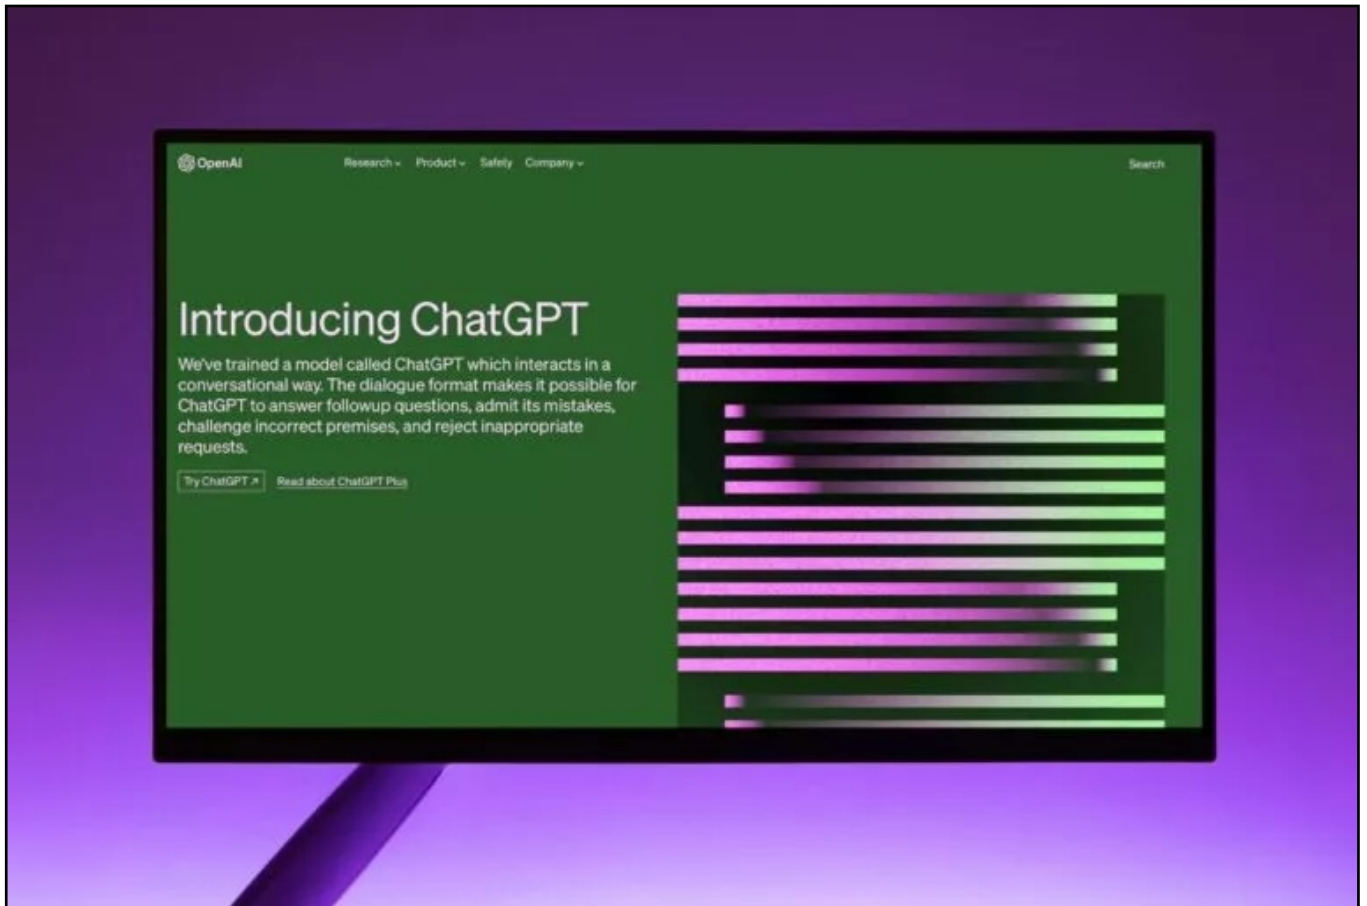 OpenAI
Research Product Safety Company
Search
Introducing ChatGPT
We've trained a model called ChatGPT which interacts in a
conversational way. The dialogue format makes it possible for
ChatGPT to answer followup questions, admit its mistakes,
challenge incorrect premises, and reject inappropriate
requests.
Try ChatGPT ↗
Read about ChatGPT Plus